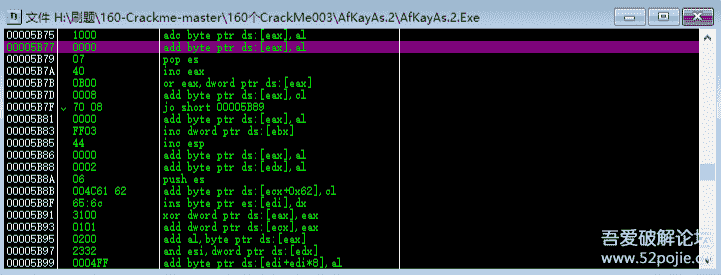 文件 H:\刷题\160-Crackme-master\160个CrackMe003\AfKayAs.2\AfKayAs.2.Exe
00005B75 1000 adc byte ptr ds:[eax],al
00005B77 0000 add byte ptr ds:[eax],al
00005B79 07 pop es
00005B7A 40 inc eax
00005B7B 0B00 or eax,dword ptr ds:[eax]
00005B7D 0008 add byte ptr ds:[eax],cl
00005B7F 70 08 jo short 00005B89
00005B81 0000 add byte ptr ds:[eax],al
00005B83 FF03 inc dword ptr ds:[ebx]
00005B85 44 inc esp
00005B86 0000 add byte ptr ds:[eax],al
00005B88 0002 add byte ptr ds:[edx],al
00005B8A 06 push es
00005B8B 004C61 62 add byte ptr ds:[ecx+0x62],cl
00005B8F 65:6c ins byte ptr es:[edi],dx
00005B91 3100 xor dword ptr ds:[eax],eax
00005B93 0101 add dword ptr ds:[ecx],eax
00005B95 0200 add al,byte ptr ds:[eax]
00005B97 2332 and esi,dword ptr ds:[edx]
00005B99 0004FF add byte ptr ds:[edi+edi*8],al
吾爱破解论坛
www.52pojie.cn